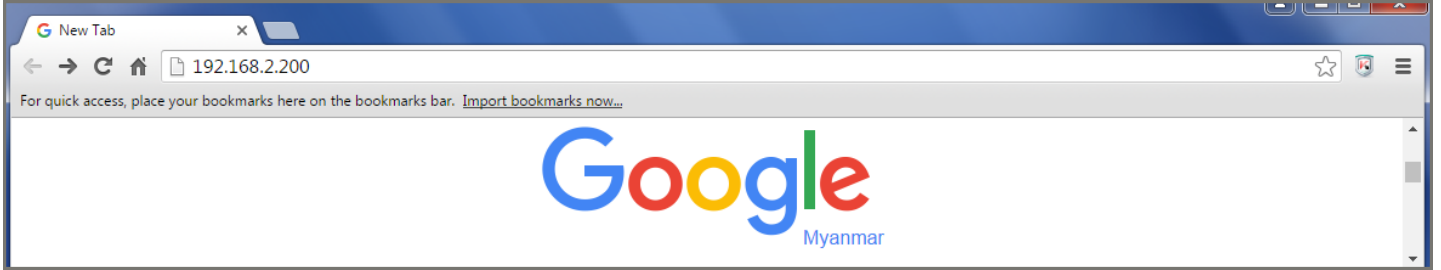 New Tab
192.168.2.200
For quick access, place your bookmarks here on the bookmarks bar. Import bookmarks now...
Google
Myanmar